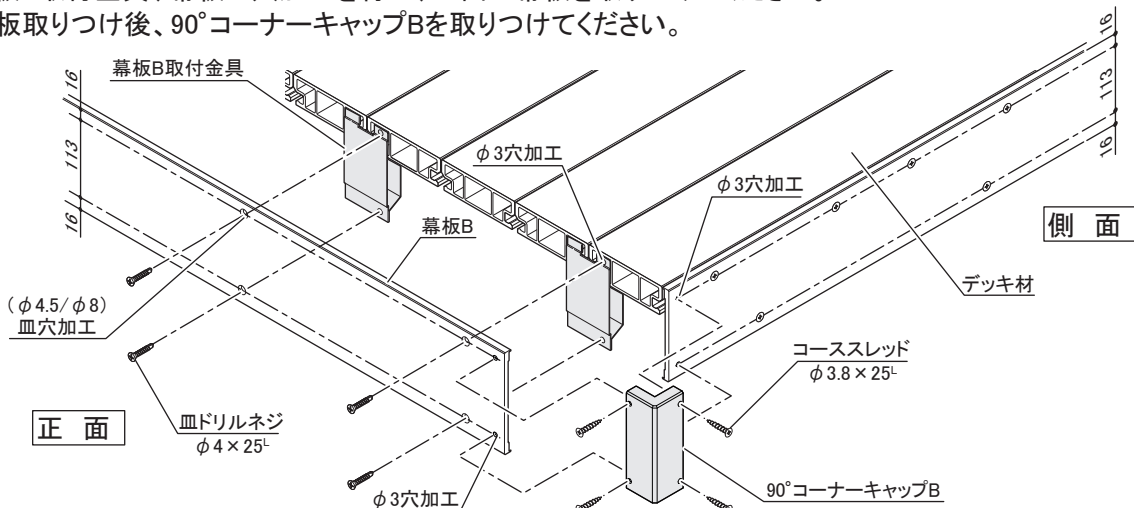 板取りつけ後、90°コーナーキャップBを取りつけてください。
幕板B取付金具
16
113
16
φ3穴加工
φ3穴加工
16
113
16
側 面
幕板B
デッキ材
(φ4.5/φ8)
皿穴加工
コーススレッド
φ3.8×25L
正 面
皿ドリルネジ
φ4×25L
φ3穴加工
90°コーナーキャップB